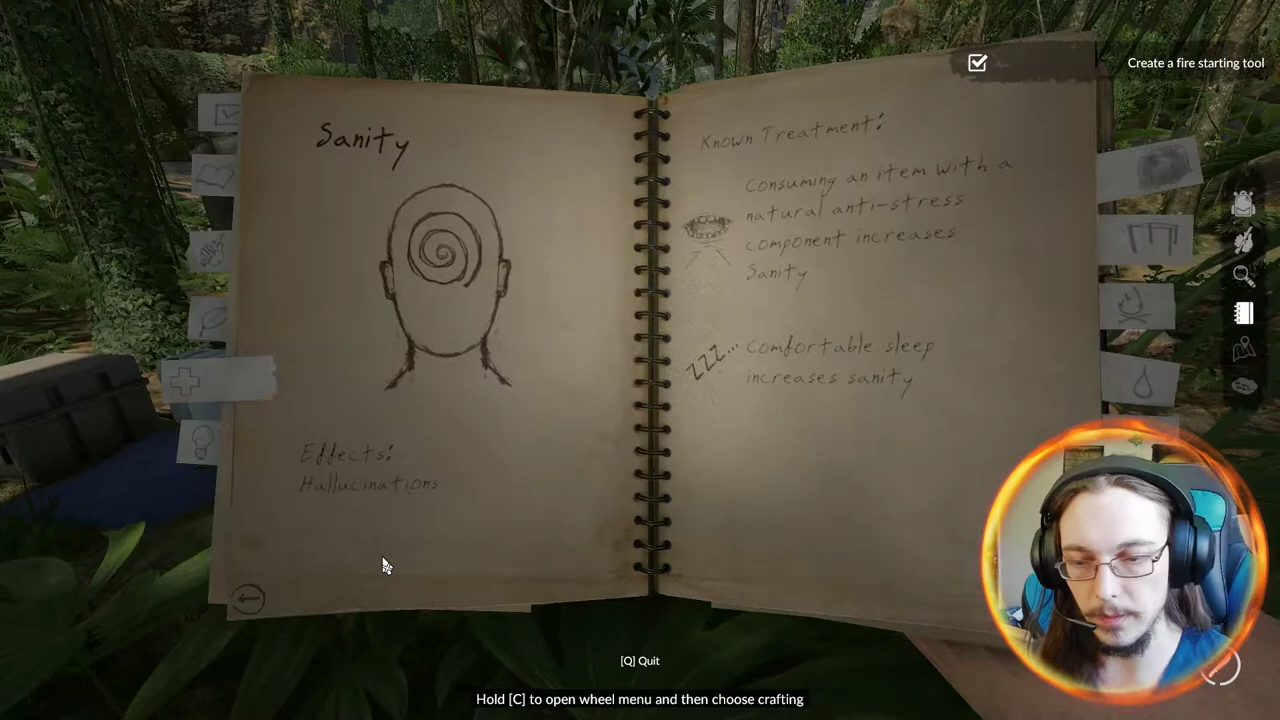 Create a fire starting tool
Sanity
Effects:
Hallucinations
Known Treatment:
Consuming an item with a
natural anti-stress
component increases
Sanity
ZZZ...
Comfortable sleep
increases sanity
[Q] Quit
Hold [C] to open wheel menu and then choose crafting